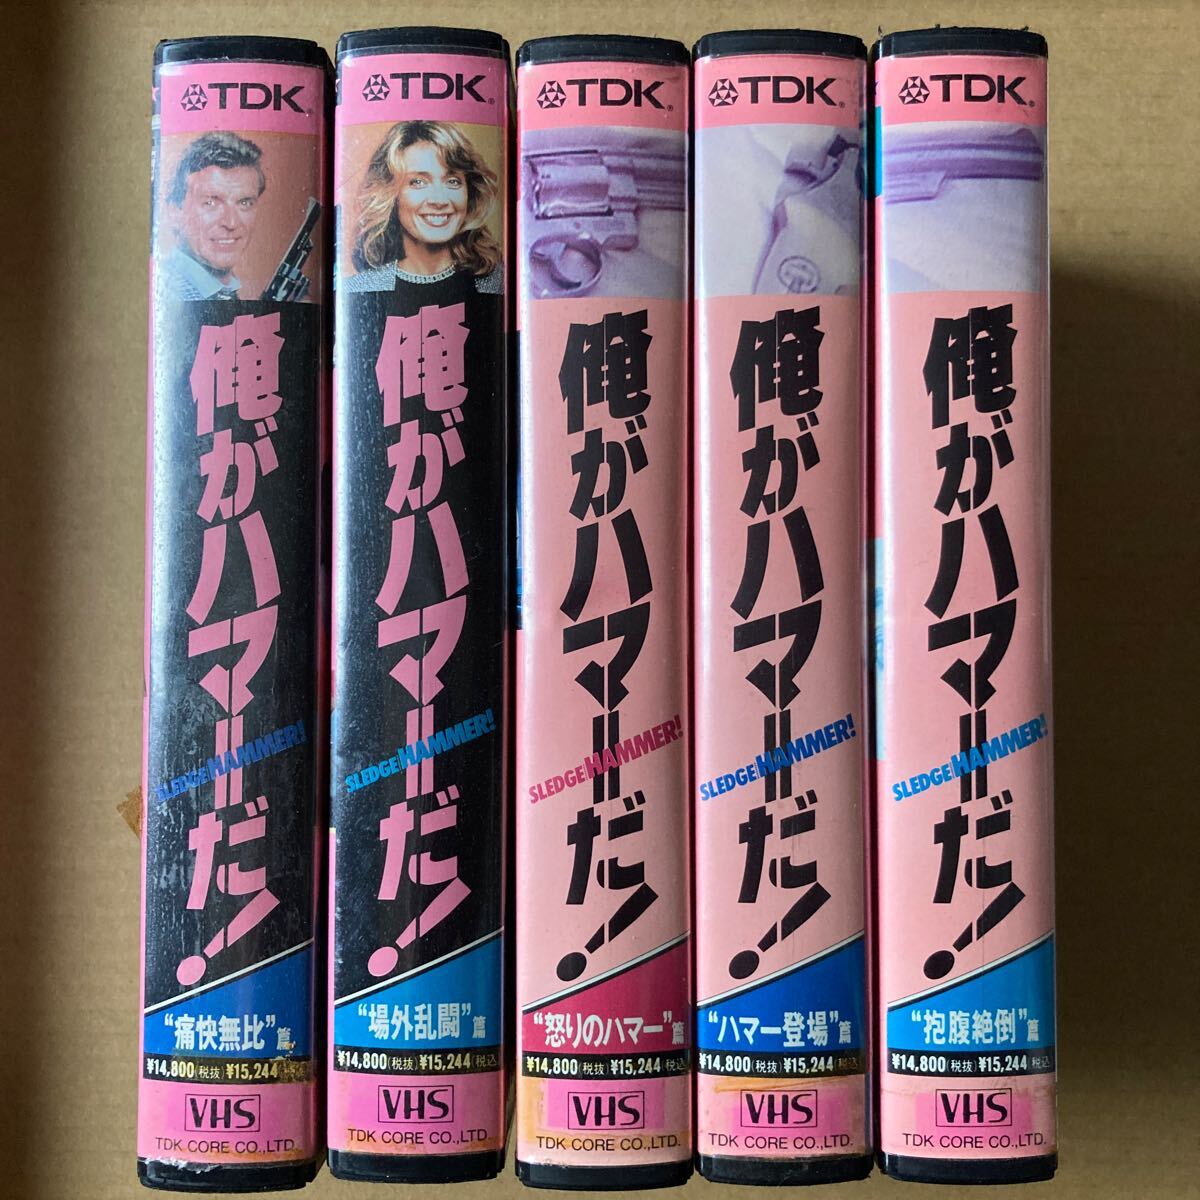 TDK
俺がハマーだ!
SLEDGE HAMMER!
“痛快無比”篇
¥14,800(税抜)¥15,244
VHS
TDK CORE CO.,LTD.
TDK
俺がハマーだ!
SLEDGE HAMMER!
“場外乱闘”篇
¥14,800(税抜)¥15,244(税込)
VHS
TDK CORE CO.,LTD.
TDK
俺がハマーだ!
SLEDGE HAMMER!
“怒りのハマー”篇
¥14,800(税抜)¥15,244(税込)
VHS
TDK CORE CO.,LTD.
TDK
俺がハマーだ!
SLEDGE HAMMER!
“ハマー登場”篇
¥14,800(税抜)¥15,244(税込)
VHS
TDK CORE CO.,LTD.
TDK
俺がハマーだ!
SLEDGE HAMMER!
“抱腹絶倒”篇
¥14,800(税抜)¥15,244(税込)
VHS
TDK CORE CO.,LTD.